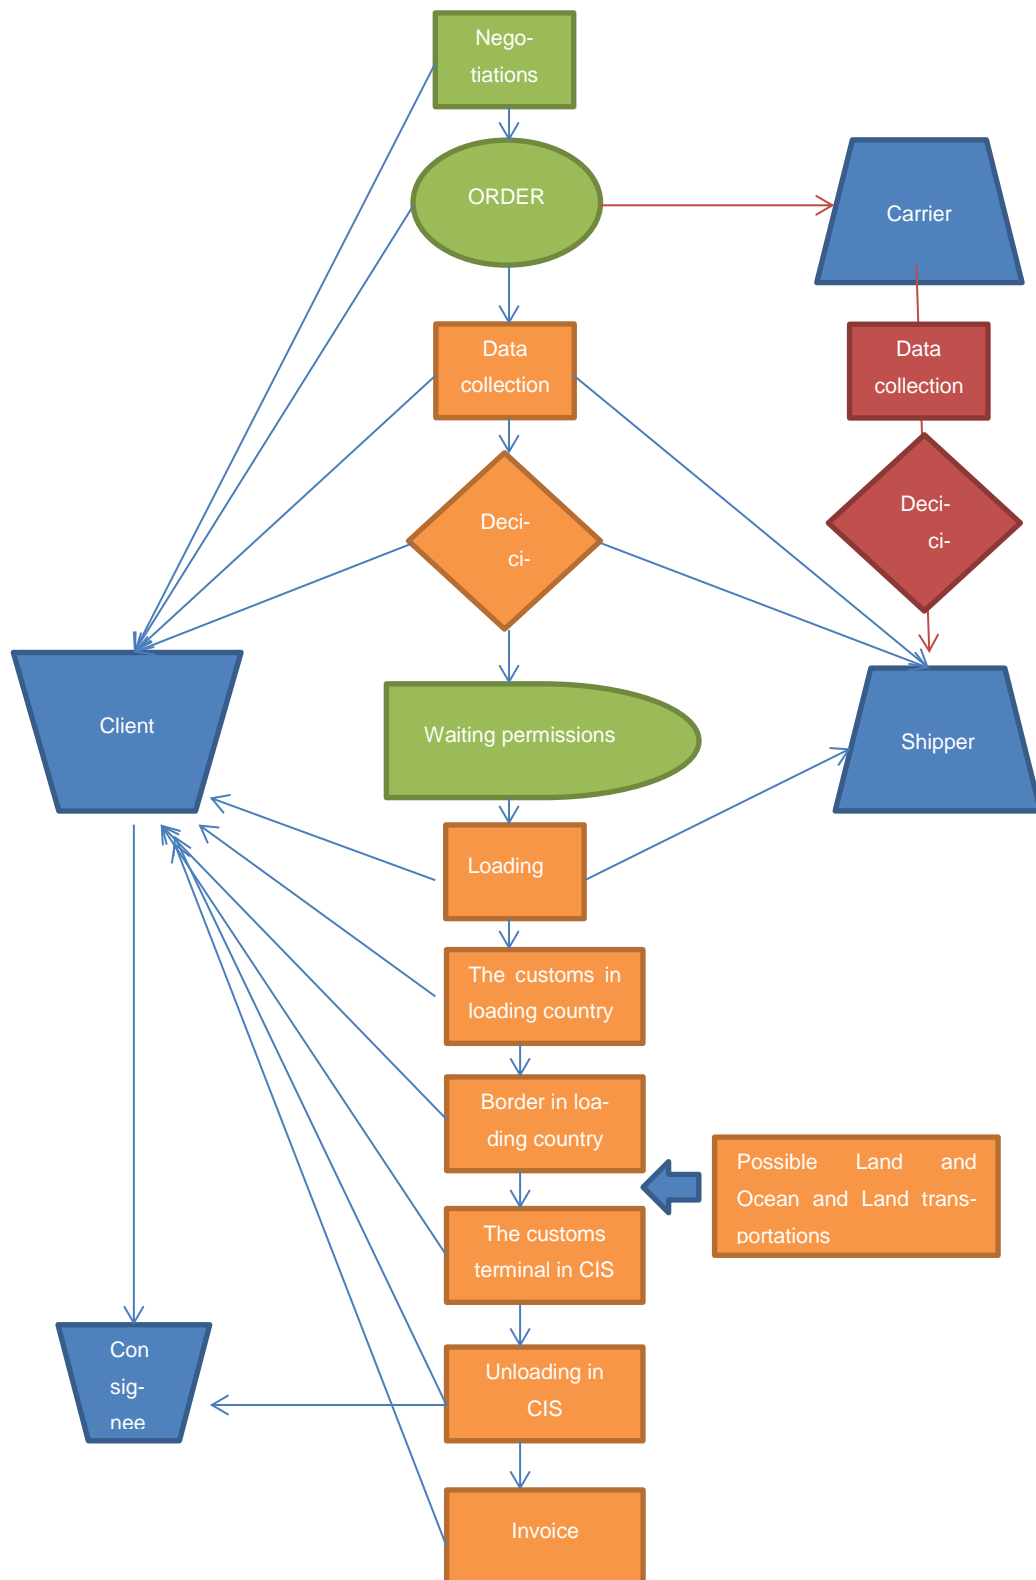 Nego-
tiations
ORDER
Carrier
Data
collection
Data
collection
Deci-
ci-
Deci-
ci-
Client
Waiting permissions
Shipper
Loading
The customs in
loading country
Border in loa-
ding country
Possible Land and
Ocean and Land trans-
portations
The customs
terminal in CIS
Con
sig-
nee
Unloading in
CIS
Invoice